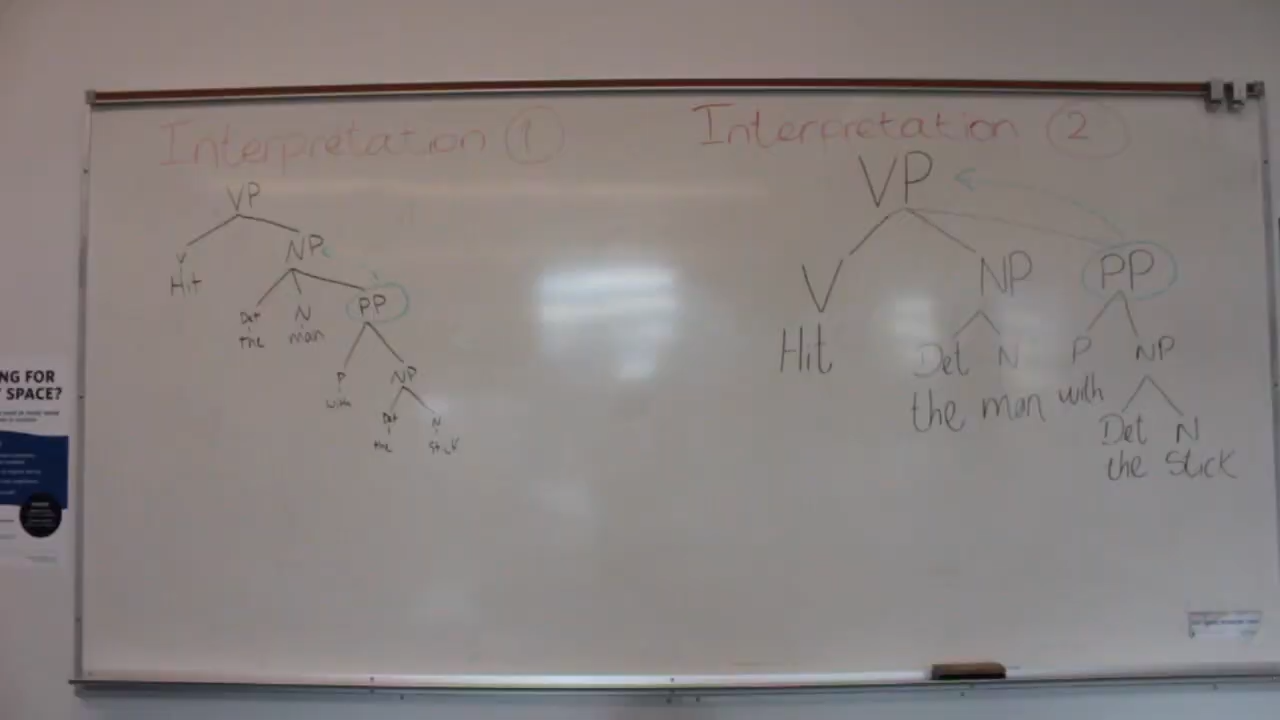 Interpretation 1
VP
V
NP
Hit
Det N PP
the man
P NP
with
Det N
the stick
Interpretation 2
VP
V NP PP
Hit
Det N P NP
the man with
Det N
the stick
NG FOR
SPACE?